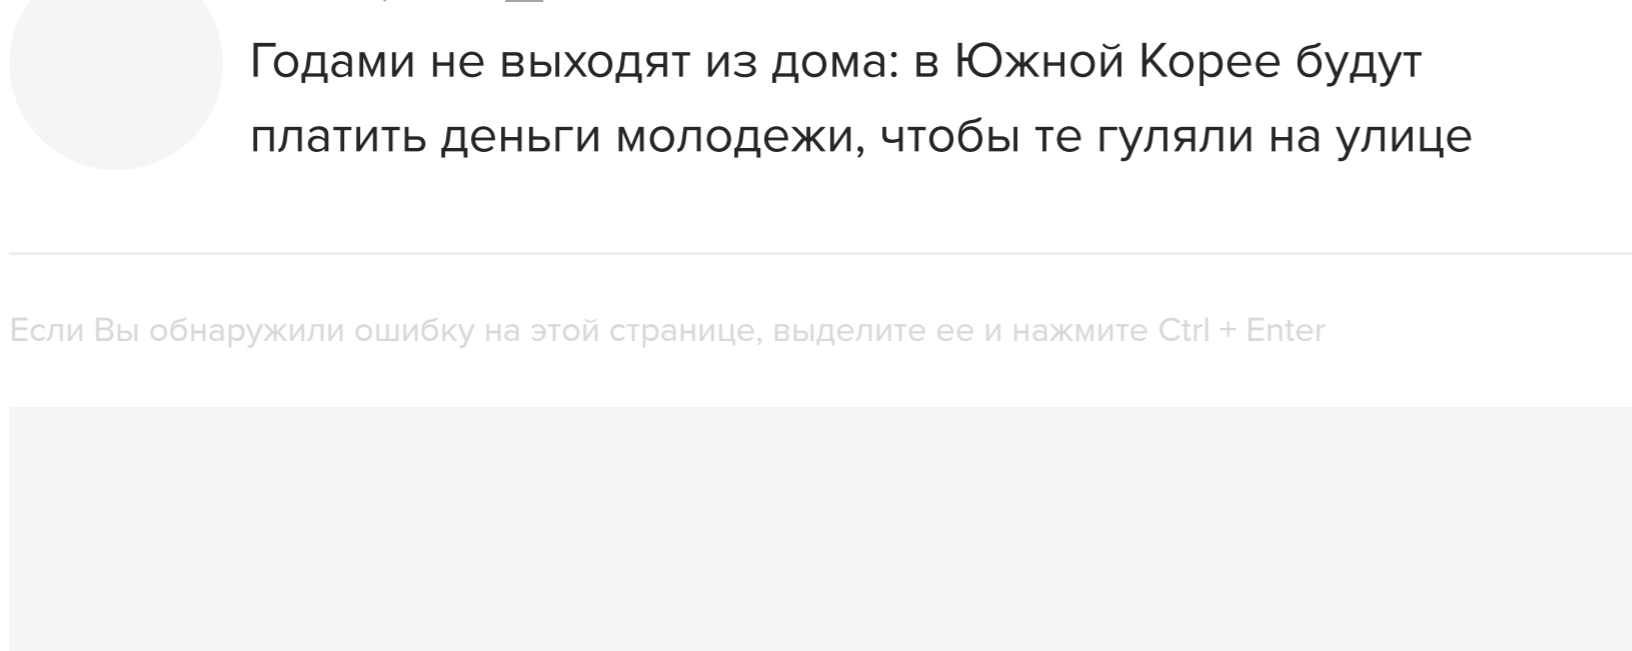 Годами не выходят из дома: в Южной Корее будут
платить деньги молодежи, чтобы те гуляли на улице
Если Вы обнаружили ошибку на этой странице, выделите ее и нажмите Ctrl + Enter